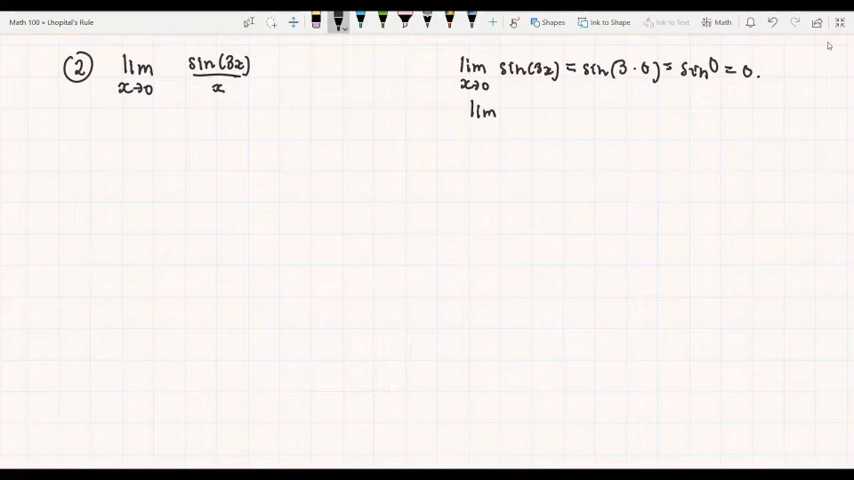 Math 100 » Lhopital's Rule
Shapes Ink to Shape Ink to Text Math
② lim x→0 sin(3x)/x
lim x→0 sin(3x) = sin(3·0) = sin 0 = 0.
lim